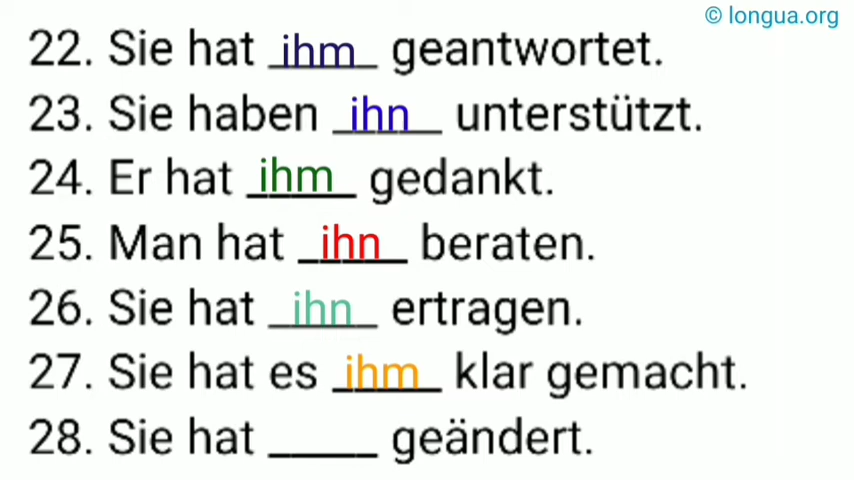 © longua.org
22. Sie hat ihm geantwortet.
23. Sie haben ihn unterstützt.
24. Er hat ihm gedankt.
25. Man hat ihn beraten.
26. Sie hat ihn ertragen.
27. Sie hat es ihm klar gemacht.
28. Sie hat _____ geändert.